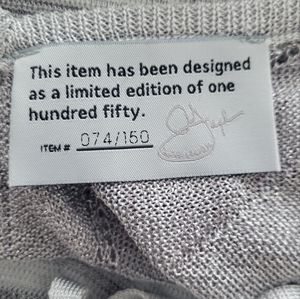 This item has been designed
as a limited edition of one
hundred fifty.
ITEM # 074/150